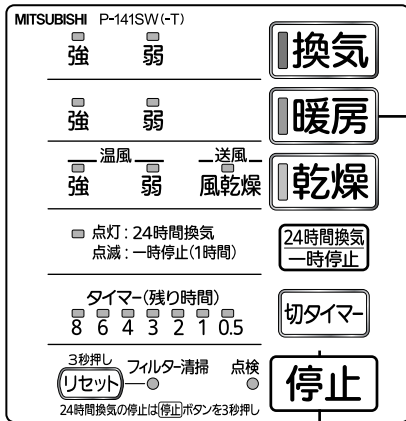 MITSUBISHI P-141SW(-T)
強 弱 換気
強 弱 暖房
温風 送風
強 弱 風乾燥 乾燥
点灯：24時間換気
点滅：一時停止(1時間)
24時間換気
一時停止
タイマー(残り時間)
8 6 4 3 2 1 0.5
切タイマー
3秒押し
リセット フィルター清掃 点検
停止
24時間換気の停止は停止ボタンを3秒押し